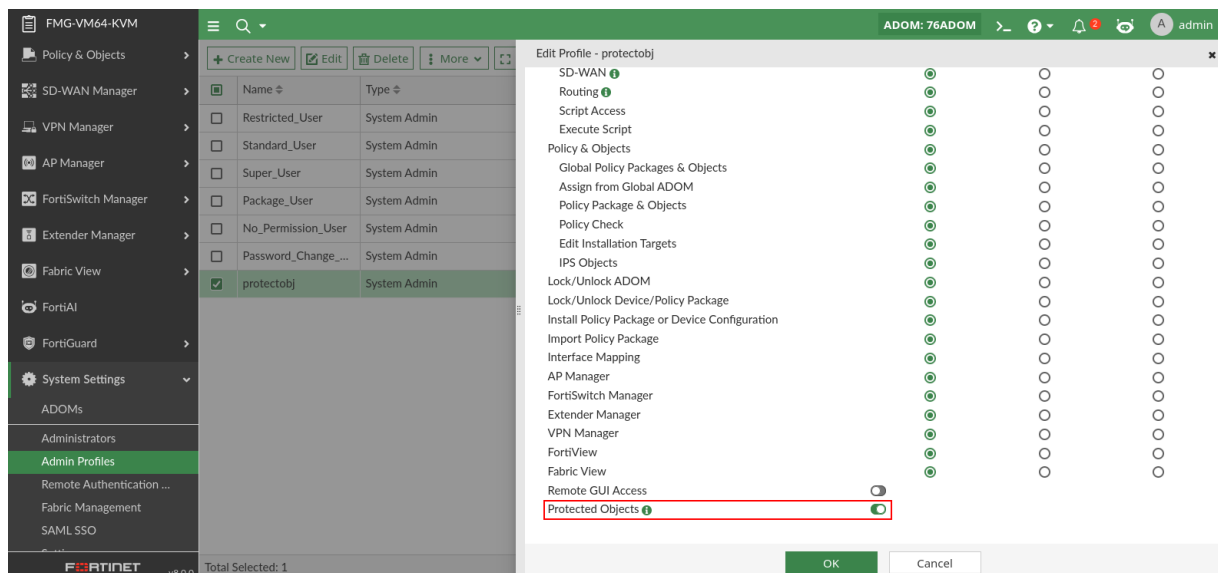 FMG-VM64-KVM
ADOM: 76ADOM
2
A admin
Policy & Objects
SD-WAN Manager
VPN Manager
AP Manager
FortiSwitch Manager
Extender Manager
Fabric View
FortiAI
FortiGuard
System Settings
ADOMs
Administrators
Admin Profiles
Remote Authentication ...
Fabric Management
SAML SSO
FORTINET
v8.0.0
Create New Edit Delete More
Name Type
Restricted_User System Admin
Standard_User System Admin
Super_User System Admin
Package_User System Admin
No_Permission_User System Admin
Password_Change_... System Admin
protectobj System Admin
Total Selected: 1
Edit Profile - protectobj
SD-WAN
Routing
Script Access
Execute Script
Policy & Objects
Global Policy Packages & Objects
Assign from Global ADOM
Policy Package & Objects
Policy Check
Edit Installation Targets
IPS Objects
Lock/Unlock ADOM
Lock/Unlock Device/Policy Package
Install Policy Package or Device Configuration
Import Policy Package
Interface Mapping
AP Manager
FortiSwitch Manager
Extender Manager
VPN Manager
FortiView
Fabric View
Remote GUI Access
Protected Objects
OK Cancel